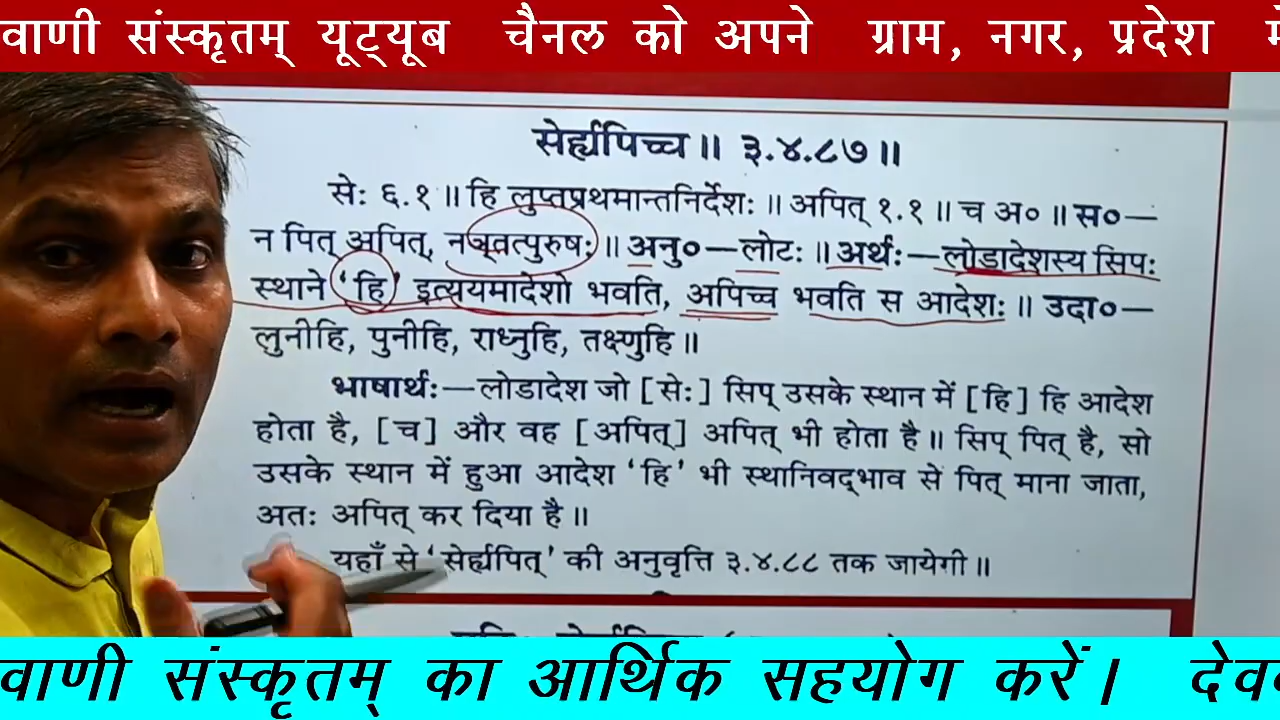 वाणी संस्कृतम् यूट्यूब चैनल को अपने ग्राम, नगर, प्रदेश
सेर्ह्यपिच्च ॥ ३.४.८७ ॥
सेः ६.१ ॥ हि लुप्तप्रथमान्तनिर्देशः ॥ अपित् १.१ ॥ च अ० ॥ स०—
न पित् अपित्, नञ्तत्पुरुषः ॥ अनु०—लोटः ॥ अर्थः—लोडादेशस्य सिपः
स्थाने ‘हि’ इत्ययमादेशो भवति, अपिच्च भवति स आदेशः ॥ उदा०—
लुनीहि, पुनीहि, राध्नुहि, तक्ष्णुहि ॥
भाषार्थः—लोडादेश जो [सेः] सिप् उसके स्थान में [हि] हि आदेश
होता है, [च] और वह [अपित्] अपित् भी होता है ॥ सिप् पित् है, सो
उसके स्थान में हुआ आदेश ‘हि’ भी स्थानिवद्भाव से पित् माना जाता,
अतः अपित् कर दिया है ॥
यहाँ से ‘सेर्ह्यपित्’ की अनुवृत्ति ३.४.८८ तक जायेगी ॥
वाणी संस्कृतम् का आर्थिक सहयोग करें।